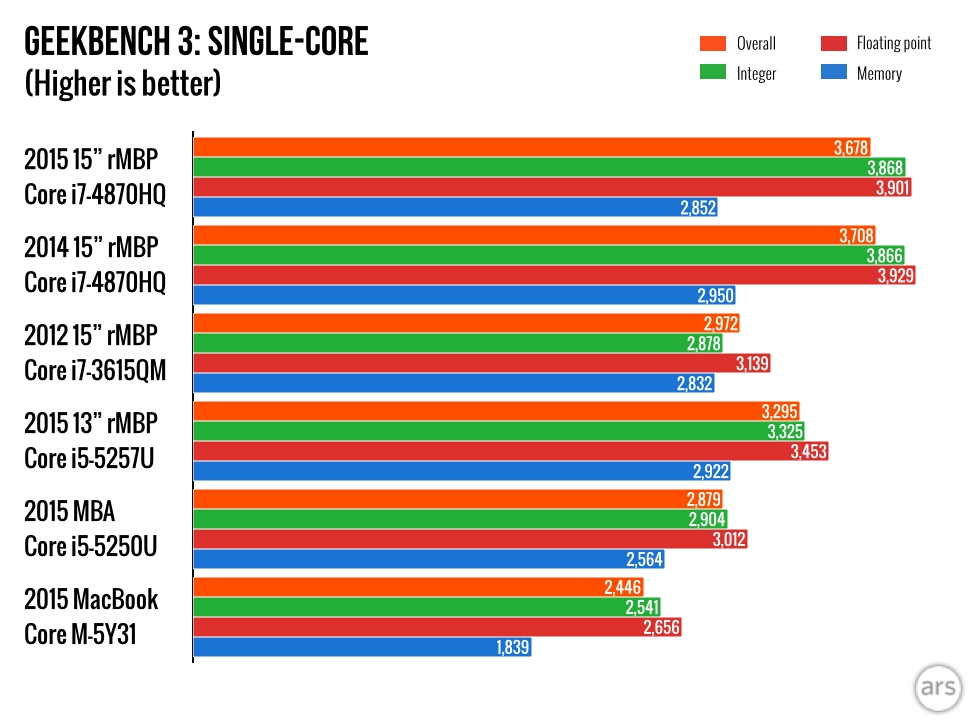 GEEKBENCH 3: SINGLE-CORE
(Higher is better)
Overall
Floating point
Integer
Memory
2015 15” rMBP
Core i7-4870HQ
3,678
3,868
3,901
2,852
2014 15” rMBP
Core i7-4870HQ
3,708
3,866
3,929
2,950
2012 15” rMBP
Core i7-3615QM
2,972
2,878
3,139
2,832
2015 13” rMBP
Core i5-5257U
3,295
3,325
3,453
2,922
2015 MBA
Core i5-5250U
2,879
2,904
3,012
2,564
2015 MacBook
Core M-5Y31
2,446
2,541
2,656
1,839
ars